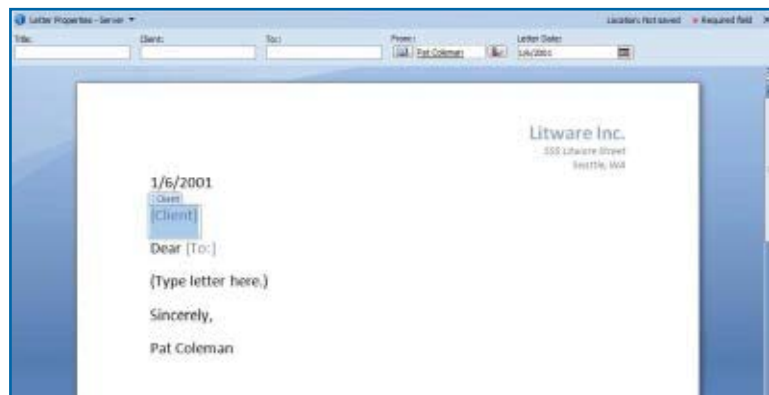 Letter Properties - Server
Location: Not saved
* Required field
Title:
Client:
To:
From:
Letter Date:
Pat Coleman
1/6/2001
Litware Inc.
555 Litware Street
Seattle, WA
1/6/2001
Client
[Client]
Dear [To:]
(Type letter here.)
Sincerely,
Pat Coleman